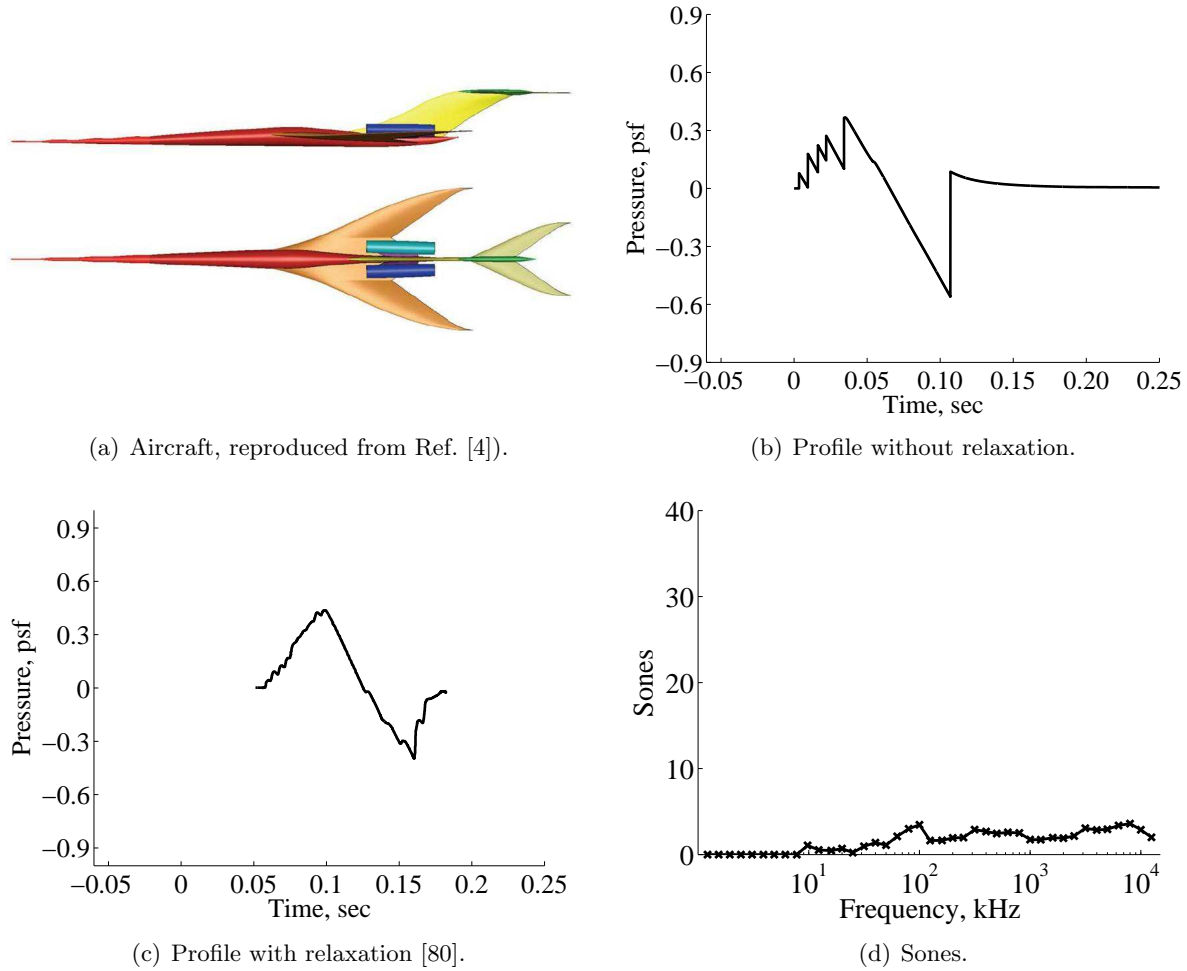 0.9
0.6
0.3
0
−0.3
−0.6
−0.9
Pressure, psf
−0.05 0 0.05 0.10 0.15 0.20 0.25
Time, sec
(a) Aircraft, reproduced from Ref. [4]).
(b) Profile without relaxation.
0.9
0.6
0.3
0
−0.3
−0.6
−0.9
Pressure, psf
−0.05 0 0.05 0.1 0.15 0.2 0.25
Time, sec
40
30
20
10
0
Sones
10¹ 10² 10³ 10⁴
Frequency, kHz
(c) Profile with relaxation [80].
(d) Sones.